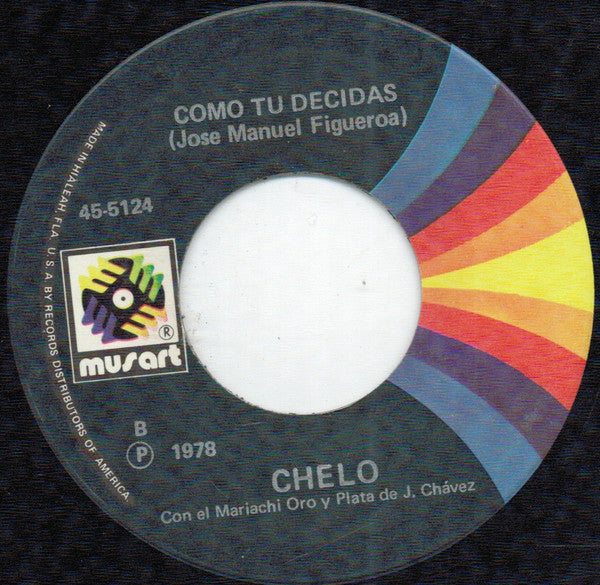 COMO TU DECIDAS
(Jose Manuel Figueroa)
45-5124
musart
®
B
℗ 1978
CHELO
Con el Mariachi Oro y Plata de J. Chávez
MADE IN HIALEAH, FLA. U.S.A. BY RECORDS DISTRIBUTORS OF AMERICA